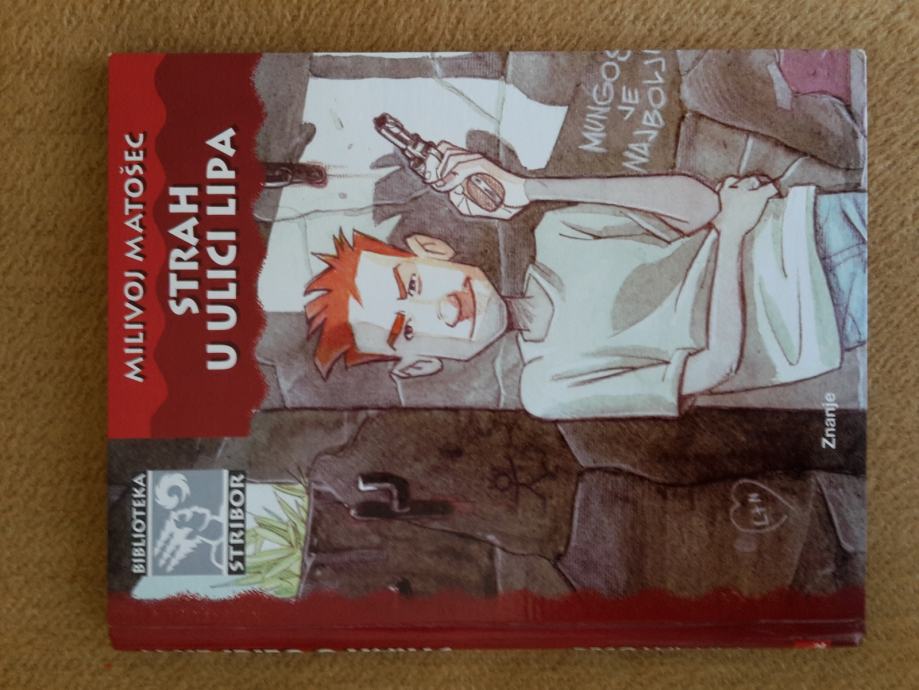 MILIVOJ MATOŠEC
STRAH
U ULICI LIPA
BIBLIOTEKA
STRIBOR
MUNGOS
JE
NAJBOLJI
L+N
Znanje